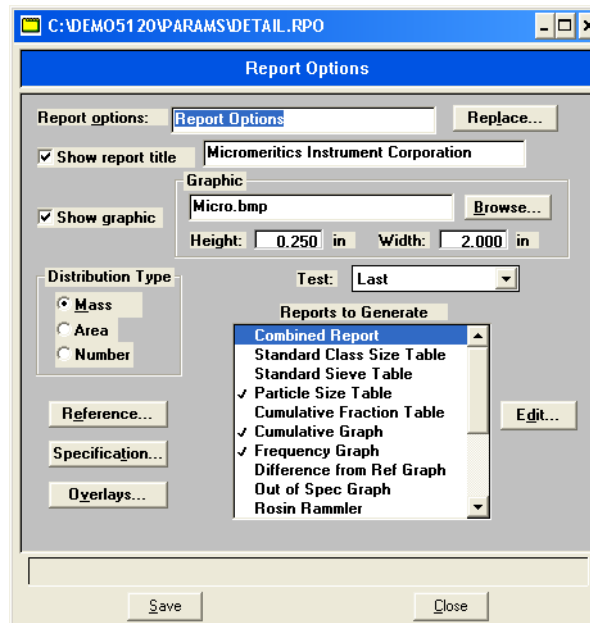 C:\DEMO5120\PARAMS\DETAIL.RPO
Report Options
Report options: Report Options Replace...
Show report title Micromeritics Instrument Corporation
Graphic
Show graphic Micro.bmp Browse...
Height: 0.250 in Width: 2.000 in
Distribution Type
Mass
Area
Number
Test: Last
Reports to Generate
Combined Report
Standard Class Size Table
Standard Sieve Table
Particle Size Table
Cumulative Fraction Table
Cumulative Graph
Frequency Graph
Difference from Ref Graph
Out of Spec Graph
Rosin Rammler
Edit...
Reference...
Specification...
Overlays...
Save Close